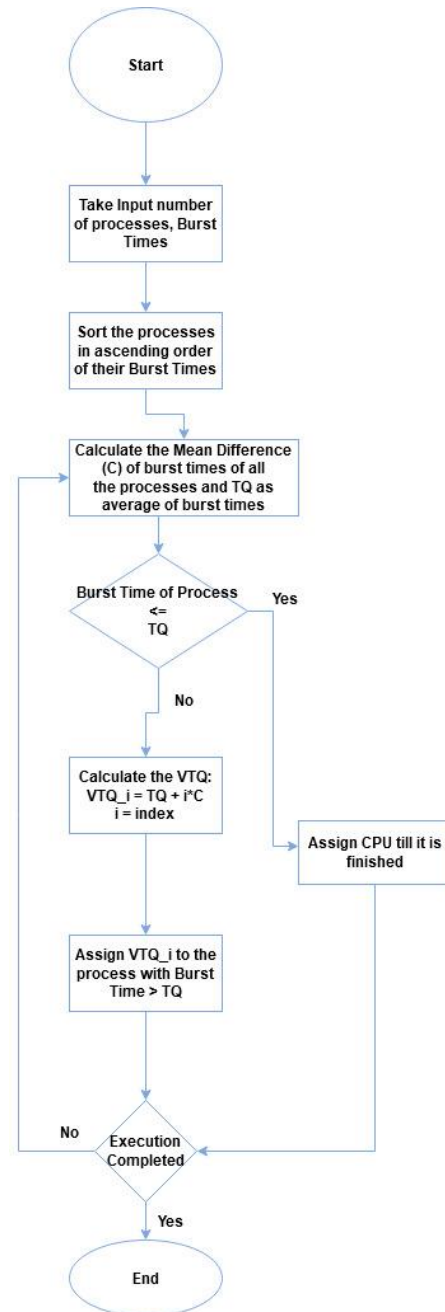 Start
Take Input number
of processes, Burst
Times
Sort the processes
in ascending order
of their Burst Times
Calculate the Mean Difference
(C) of burst times of all
the processes and TQ as
average of burst times
Burst Time of Process
<=
TQ
Yes
No
Calculate the VTQ:
VTQ_i = TQ + i*C
i = index
Assign CPU till it is
finished
Assign VTQ_i to the
process with Burst
Time > TQ
No
Execution
Completed
Yes
End